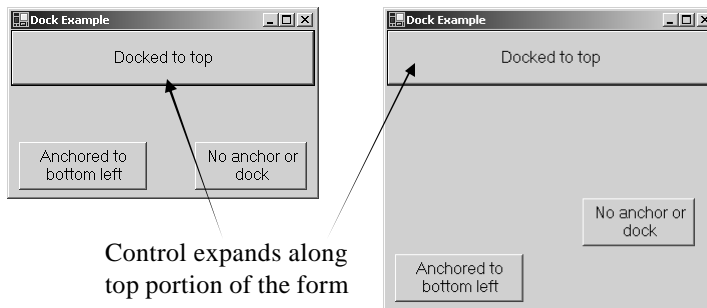 Dock Example
Docked to top
Anchored to
bottom left
No anchor or
dock
Dock Example
Docked to top
No anchor or
dock
Anchored to
bottom left
Control expands along
top portion of the form